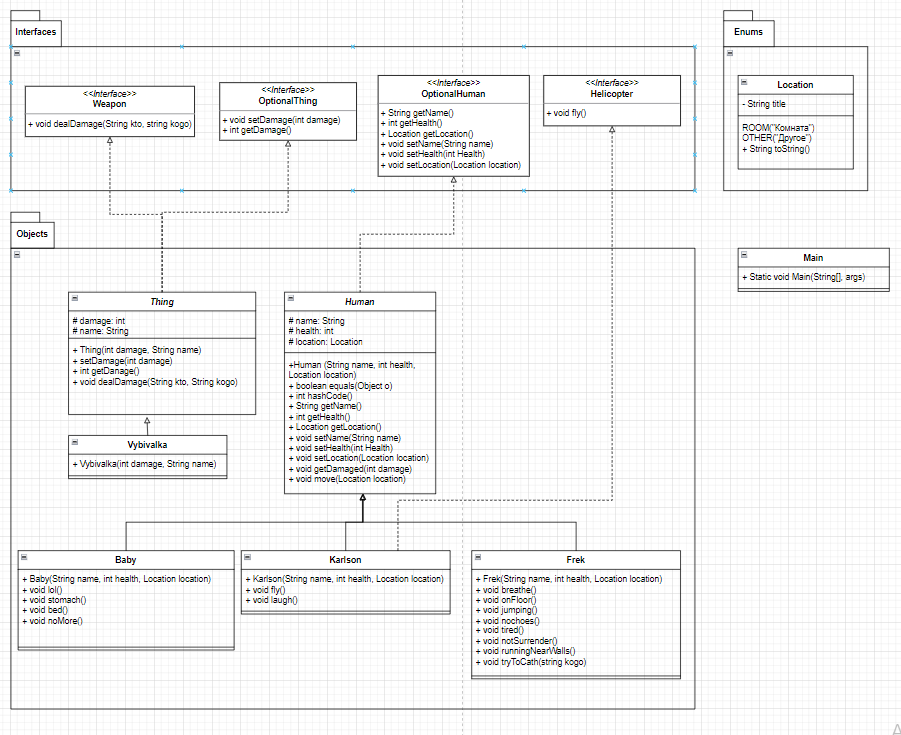 Interfaces
<<Interface>>
Weapon
+ void dealDamage(String kto, string kogo)
<<Interface>>
OptionalThing
+ void setDamage(int damage)
+ int getDamage()
<<Interface>>
OptionalHuman
+ String getName()
+ int getHealth()
+ Location getLocation()
+ void setName(String name)
+ void setHealth(int Health)
+ void setLocation(Location location)
<<Interface>>
Helicopter
+ void fly()
Enums
Location
- String title
ROOM("Комната")
OTHER("Другое")
+ String toString()
Objects
Main
+ Static void Main(String[], args)
Thing
# damage: int
# name: String
+ Thing(int damage, String name)
+ setDamage(int damage)
+ int getDanage()
+ void dealDamage(String kto, String kogo)
Human
# name: String
# health: int
# location: Location
+Human (String name, int health,
Location location)
+ boolean equals(Object o)
+ int hashCode()
+ String getName()
+ int getHealth()
+ Location getLocation()
+ void setName(String name)
+ void setHealth(int Health)
+ void setLocation(Location location)
+ void getDamaged(int damage)
+ void move(Location location)
Vybivalka
+ Vybivalka(int damage, String name)
Baby
+ Baby(String name, int health, Location location)
+ void lol()
+ void stomach()
+ void bed()
+ void noMore()
Karlson
+ Karlson(String name, int health, Location location)
+ void fly()
+ void laugh()
Frek
+ Frek(String name, int health, Location location)
+ void breathe()
+ void onFloor()
+ void jumping()
+ void nochoes()
+ void tired()
+ void notSurrender()
+ void runningNearWalls()
+ void tryToCath(string kogo)